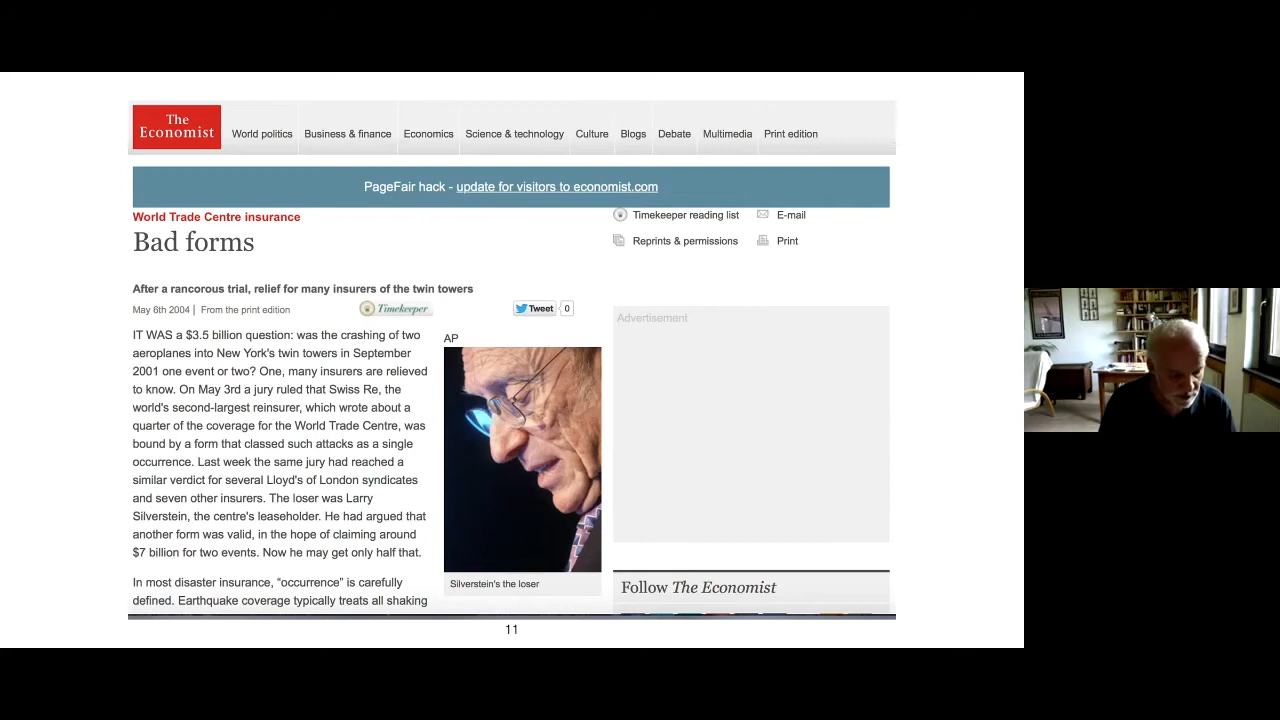 The
Economist
World politics
Business & finance
Economics
Science & technology
Culture
Blogs
Debate
Multimedia
Print edition
PageFair hack - update for visitors to economist.com
World Trade Centre insurance
Bad forms
Timekeeper reading list
E-mail
Reprints & permissions
Print
After a rancorous trial, relief for many insurers of the twin towers
May 6th 2004 | From the print edition
Timekeeper
Tweet
0
IT WAS a $3.5 billion question: was the crashing of two
aeroplanes into New York's twin towers in September
2001 one event or two? One, many insurers are relieved
to know. On May 3rd a jury ruled that Swiss Re, the
world's second-largest reinsurer, which wrote about a
quarter of the coverage for the World Trade Centre, was
bound by a form that classed such attacks as a single
occurrence. Last week the same jury had reached a
similar verdict for several Lloyd's of London syndicates
and seven other insurers. The loser was Larry
Silverstein, the centre's leaseholder. He had argued that
another form was valid, in the hope of claiming around
$7 billion for two events. Now he may get only half that.
In most disaster insurance, “occurrence” is carefully
defined. Earthquake coverage typically treats all shaking
AP
Silverstein's the loser
Advertisement
Follow The Economist
11